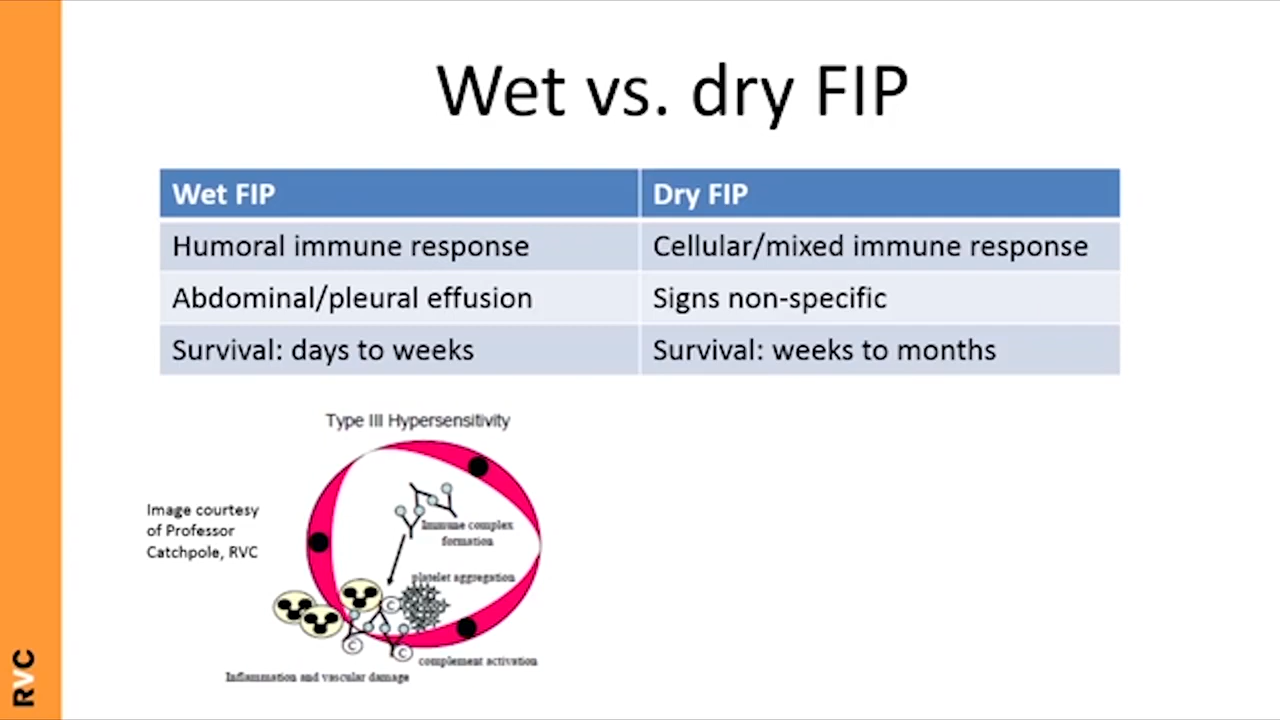 Wet vs. dry FIP
Wet FIP
Dry FIP
Humoral immune response
Cellular/mixed immune response
Abdominal/pleural effusion
Signs non-specific
Survival: days to weeks
Survival: weeks to months
Type III Hypersensitivity
Image courtesy
of Professor
Catchpole, RVC
Immune complex
formation
platelet aggregation
C
C
C
complement activation
Inflammation and vascular damage
RVC